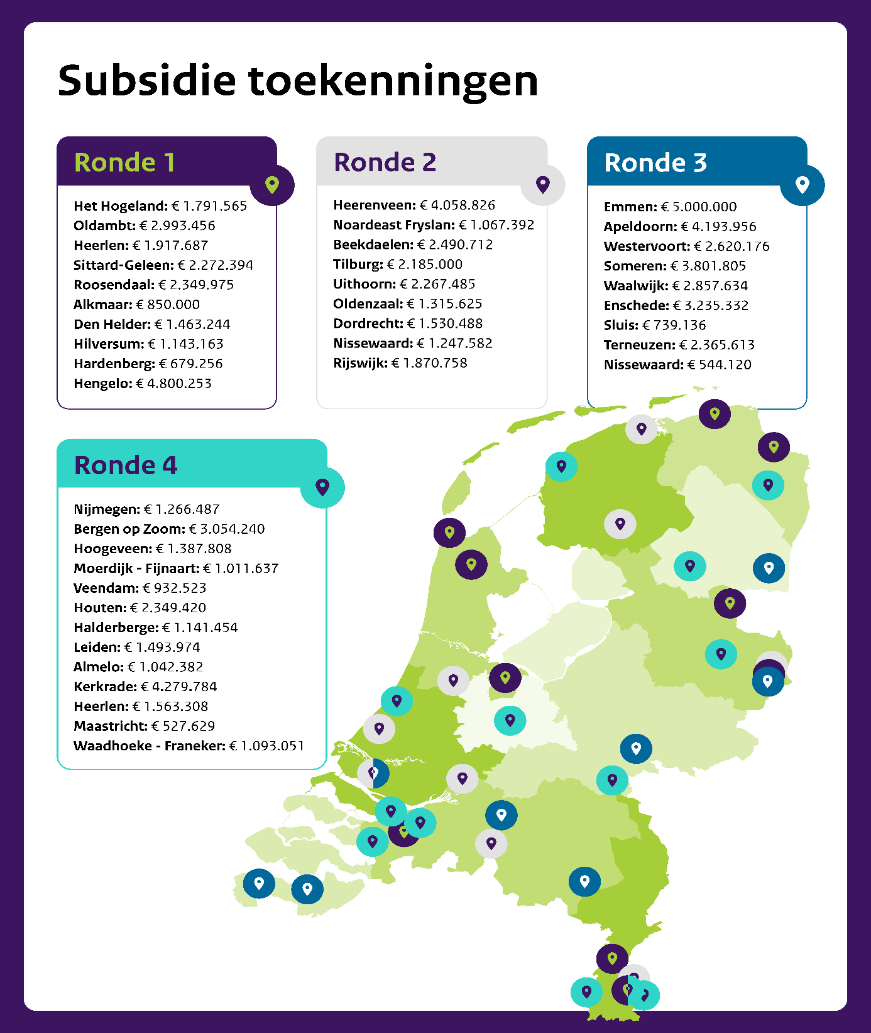 Subsidie toekenningen
Ronde 1
Het Hogeland: € 1.791.565
Oldambt: € 2.993.456
Heerlen: € 1.917.687
Sittard-Geleen: € 2.272.394
Roosendaal: € 2.349.975
Alkmaar: € 850.000
Den Helder: € 1.463.244
Hilversum: € 1.143.163
Hardenberg: € 679.256
Hengelo: € 4.800.253
Ronde 2
Heerenveen: € 4.058.826
Noardeast Fryslan: € 1.067.392
Beekdaelen: € 2.490.712
Tilburg: € 2.185.000
Uithoorn: € 2.267.485
Oldenzaal: € 1.315.625
Dordrecht: € 1.530.488
Nissewaard: € 1.247.582
Rijswijk: € 1.870.758
Ronde 3
Emmen: € 5.000.000
Apeldoorn: € 4.193.956
Westervoort: € 2.620.176
Someren: € 3.801.805
Waalwijk: € 2.857.634
Enschede: € 3.235.332
Sluis: € 739.136
Terneuzen: € 2.365.613
Nissewaard: € 544.120
Ronde 4
Nijmegen: € 1.266.487
Bergen op Zoom: € 3.054.240
Hoogeveen: € 1.387.808
Moerdijk - Fijnaart: € 1.011.637
Veendam: € 932.523
Houten: € 2.349.420
Halderberge: € 1.141.454
Leiden: € 1.493.974
Almelo: € 1.042.382
Kerkrade: € 4.279.784
Heerlen: € 1.563.308
Maastricht: € 527.629
Waadhoeke - Franeker: € 1.093.051